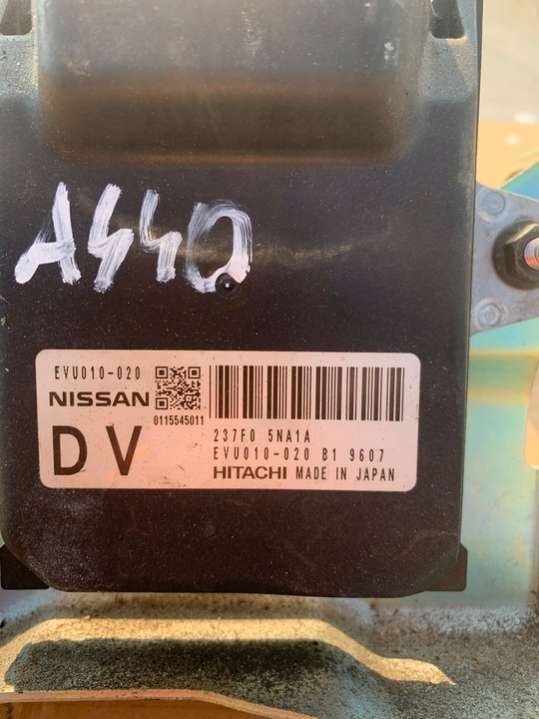 A440
EVU010-020
NISSAN
0115545011
DV
237F0 5NA1A
EVU010-020 B1 9607
HITACHI MADE IN JAPAN